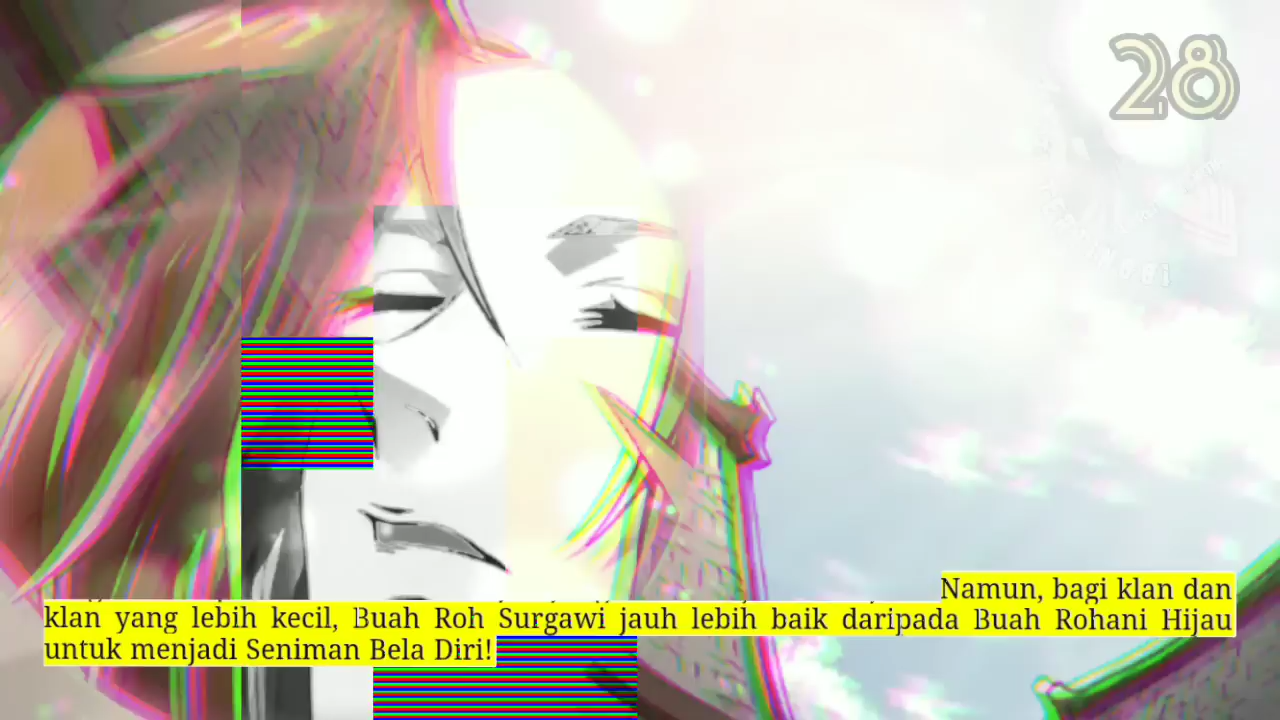 28
Namun, bagi klan dan
klan yang lebih kecil, Buah Roh Surgawi jauh lebih baik daripada Buah Rohani Hijau
untuk menjadi Seniman Bela Diri!